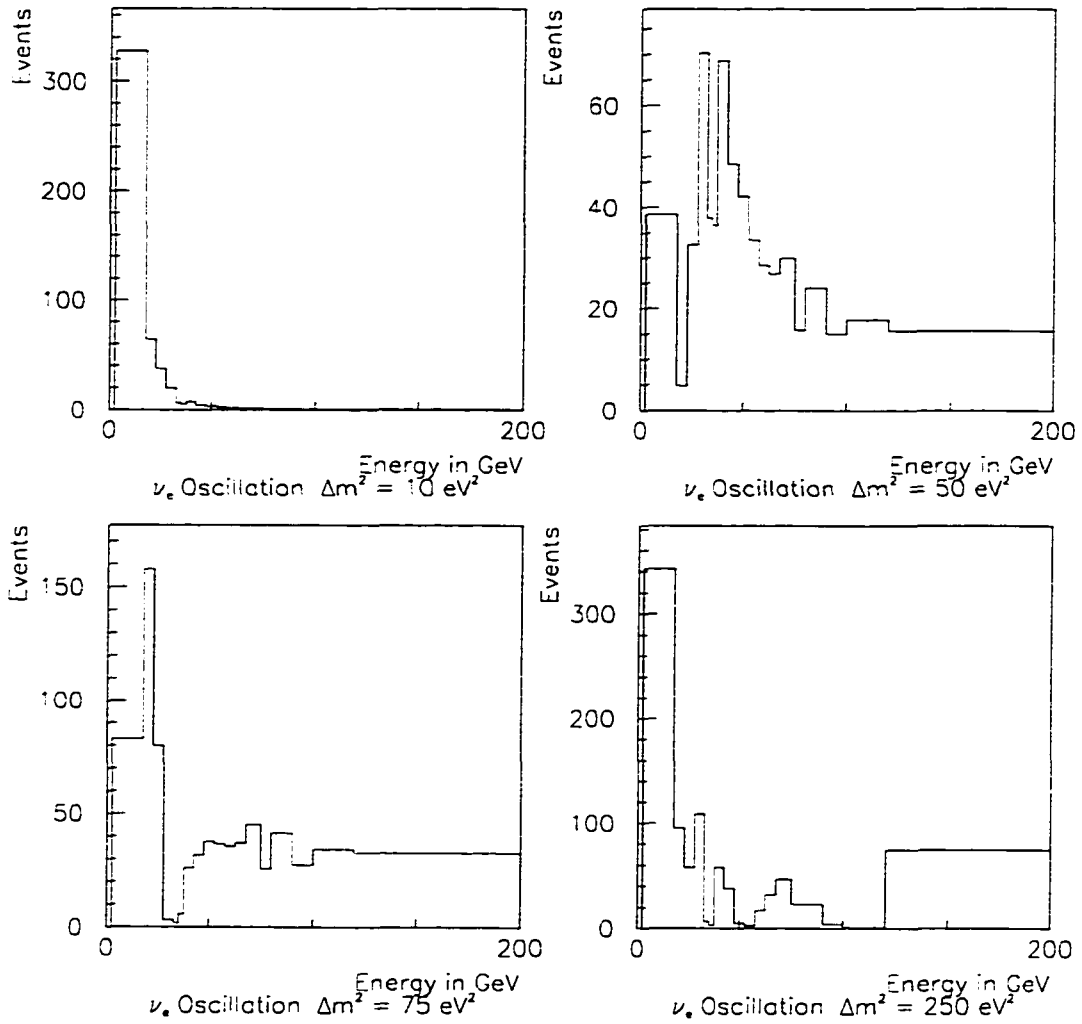 Events
300
200
100
0
0
200
Energy in GeV
νₑ Oscillation Δm² = 10 eV²
Events
60
40
20
0
0
200
Energy in GeV
νₑ Oscillation Δm² = 50 eV²
Events
150
100
50
0
0
200
Energy in GeV
νₑ Oscillation Δm² = 75 eV²
Events
300
200
100
0
0
200
Energy in GeV
νₑ Oscillation Δm² = 250 eV²